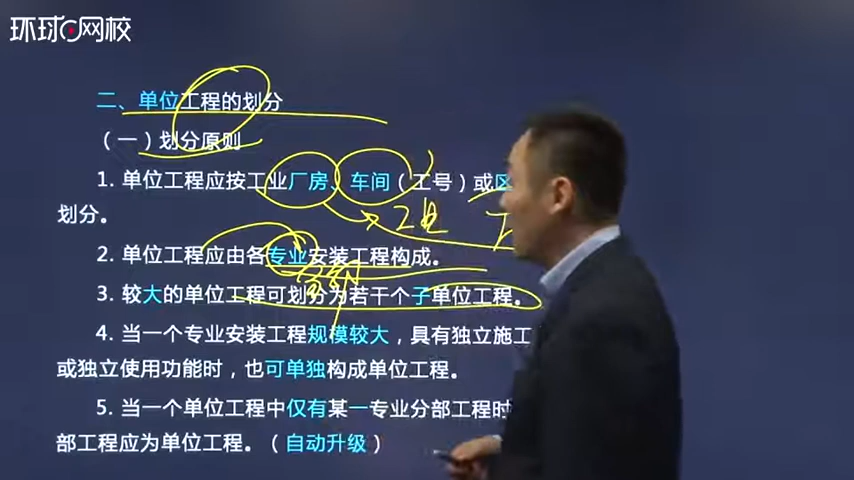 环球网校
二、单位工程的划分
（一）划分原则
1. 单位工程应按工业厂房、车间（工号）或区
划分。
工业
2. 单位工程应由各专业安装工程构成。
3. 较大的单位工程可划分为若干个子单位工程。
4. 当一个专业安装工程规模较大，具有独立施工
或独立使用功能时，也可单独构成单位工程。
5. 当一个单位工程中仅有某一专业分部工程时
部工程应为单位工程。（自动升级）